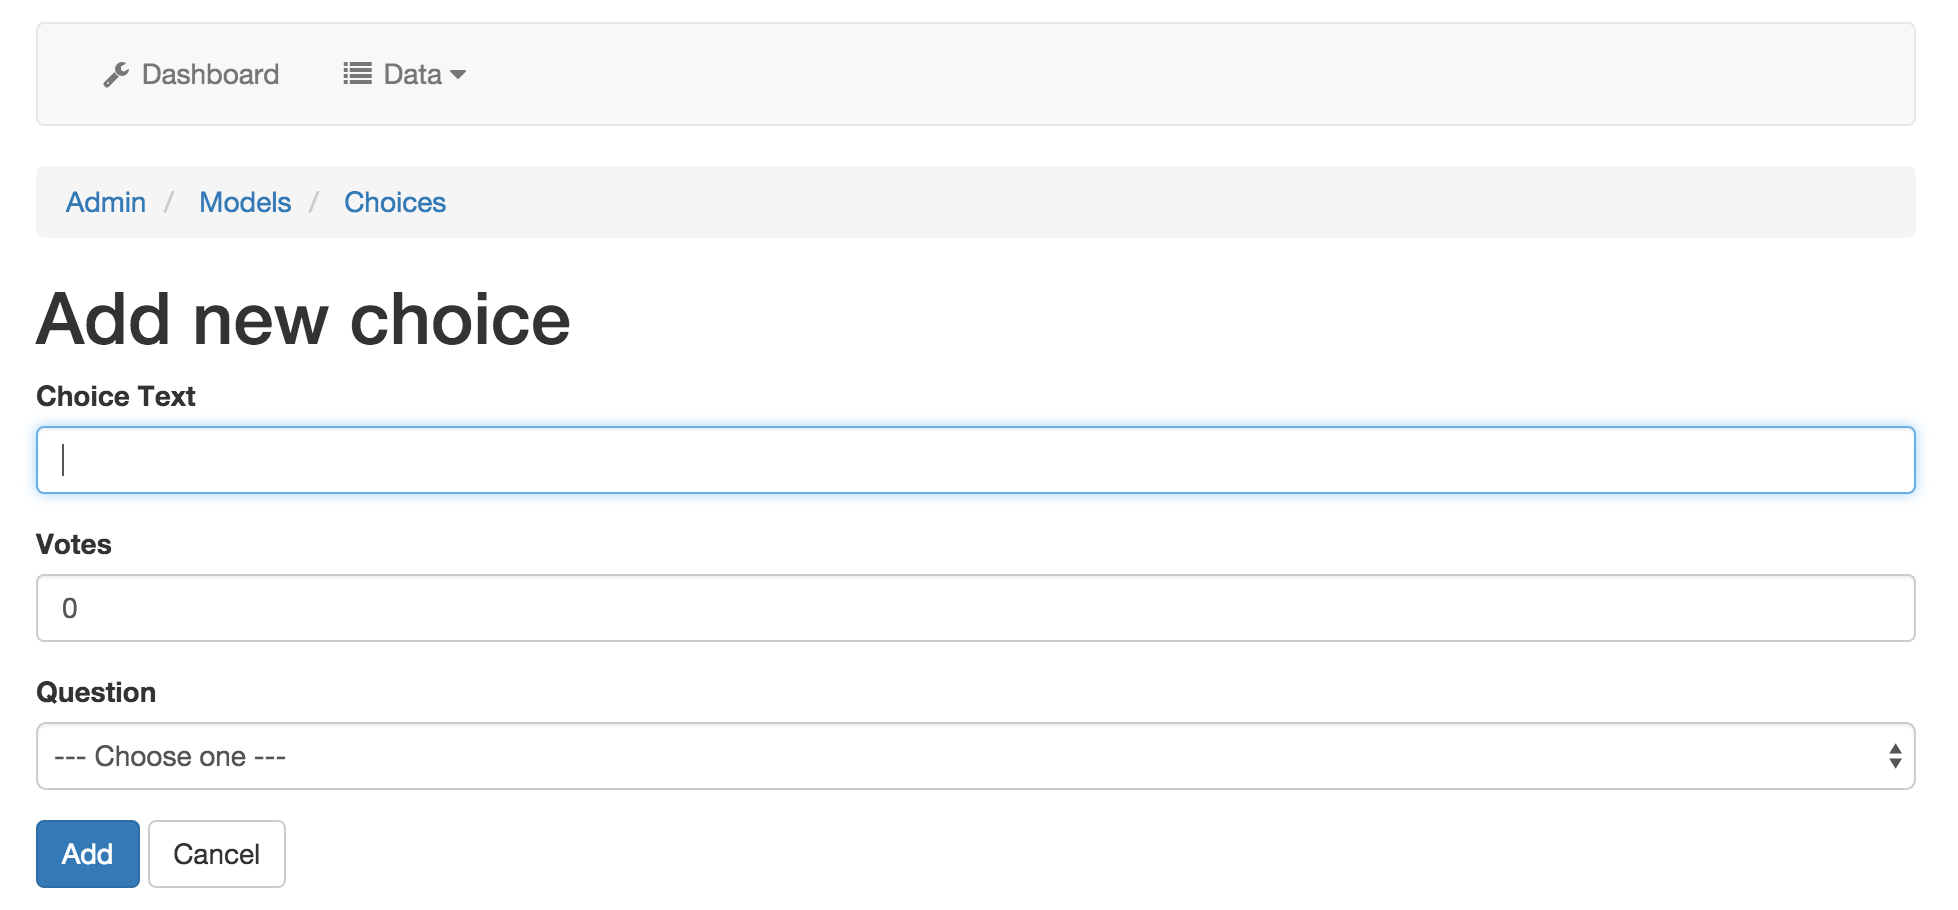 Dashboard Data
Admin / Models / Choices
Add new choice
Choice Text
Votes
0
Question
--- Choose one ---
Add Cancel